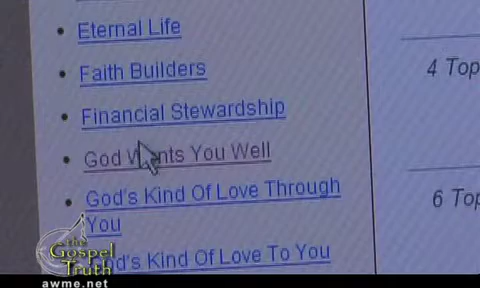 Eternal Life
Faith Builders
4 Top
Financial Stewardship
God Wants You Well
God's Kind Of Love Through
You
6 Top
God's Kind Of Love To You
the
Gospel
Truth
awme.net